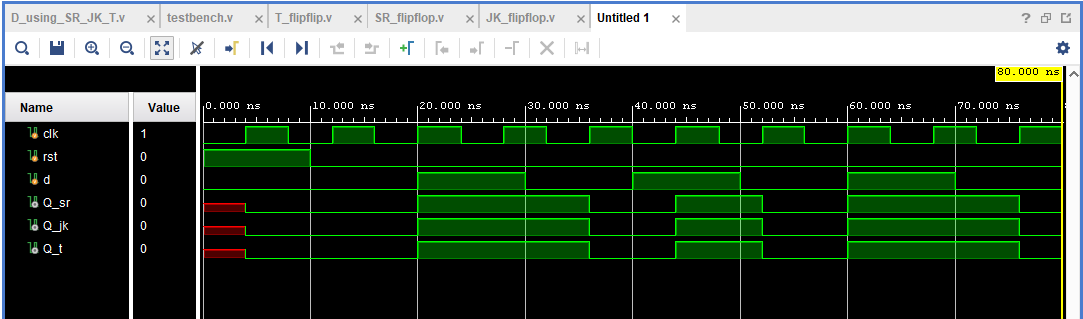 D_using_SR_JK_T.v × testbench.v × T_flipflip.v × SR_flipflop.v × JK_flipflop.v × Untitled 1 ×
80.000 ns
Name Value
0.000 ns 10.000 ns 20.000 ns 30.000 ns 40.000 ns 50.000 ns 60.000 ns 70.000 ns
clk 1
rst 0
d 0
Q_sr 0
Q_jk 0
Q_t 0